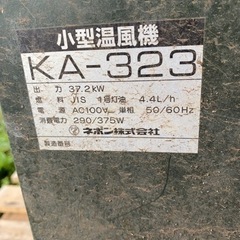 小型温風機
KA-323
出力 37.2kW
燃料 JIS 1号灯油 4.4L/h
電源 AC100V 単相 50/60Hz
消費電力 290/375W
ネポン株式会社
製造番号